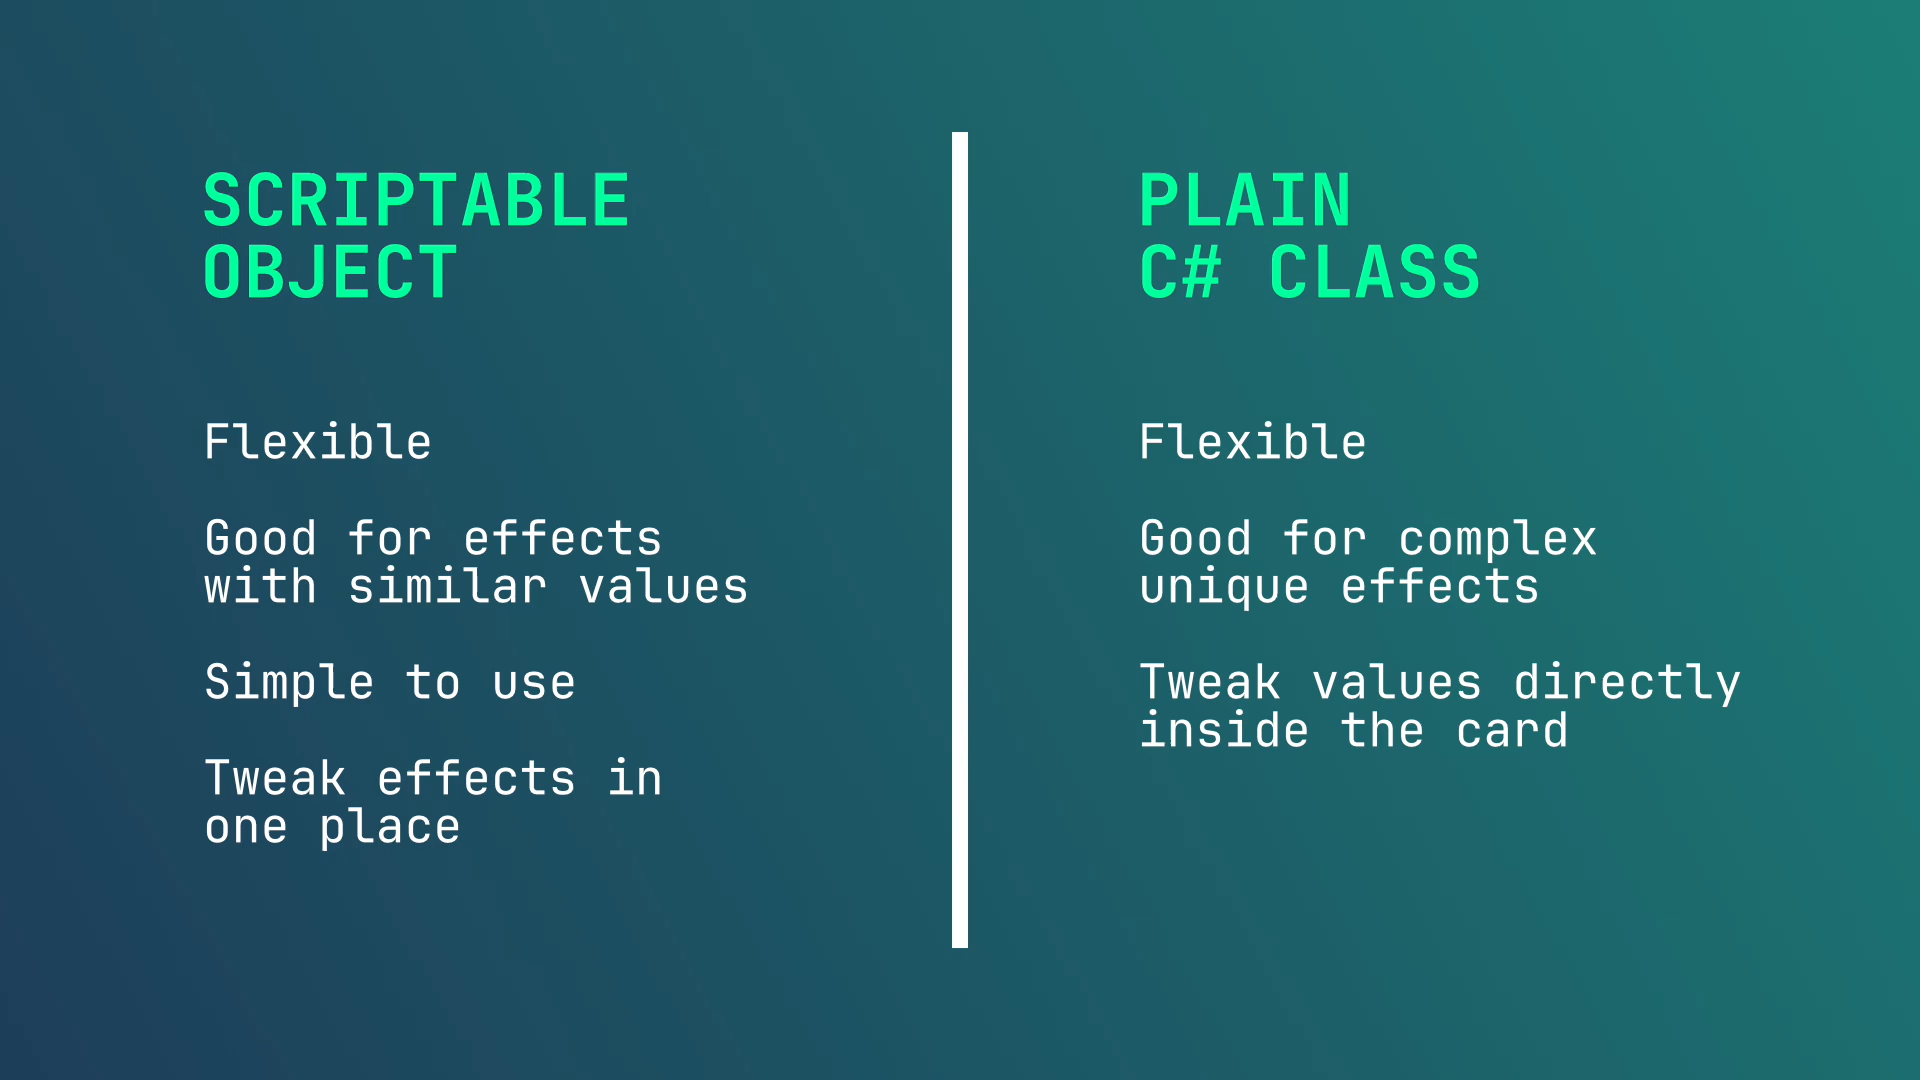 SCRIPTABLE
OBJECT
Flexible
Good for effects
with similar values
Simple to use
Tweak effects in
one place
PLAIN
C# CLASS
Flexible
Good for complex
unique effects
Tweak values directly
inside the card